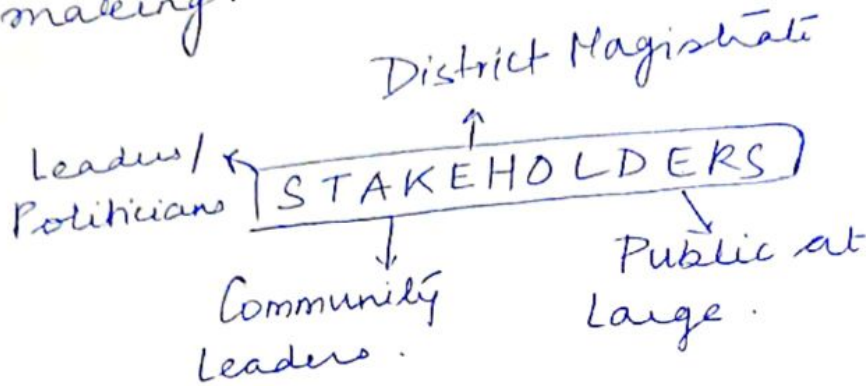 making.
District Magistrate
Leaders/
Politicians
STAKEHOLDERS
Community
Leaders.
Public at
Large.